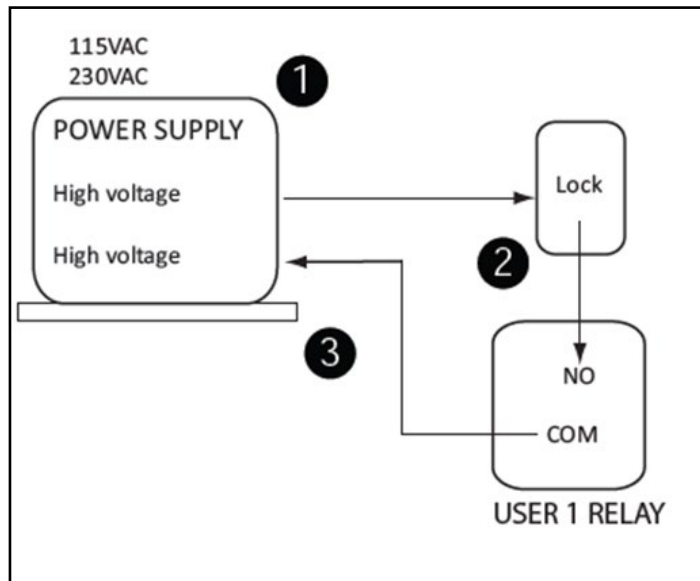 115VAC
230VAC
1
POWER SUPPLY
High voltage
Lock
High voltage
2
3
NO
COM
USER 1 RELAY